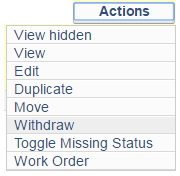 Actions
View hidden
View
Edit
Duplicate
Move
Withdraw
Toggle Missing Status
Work Order